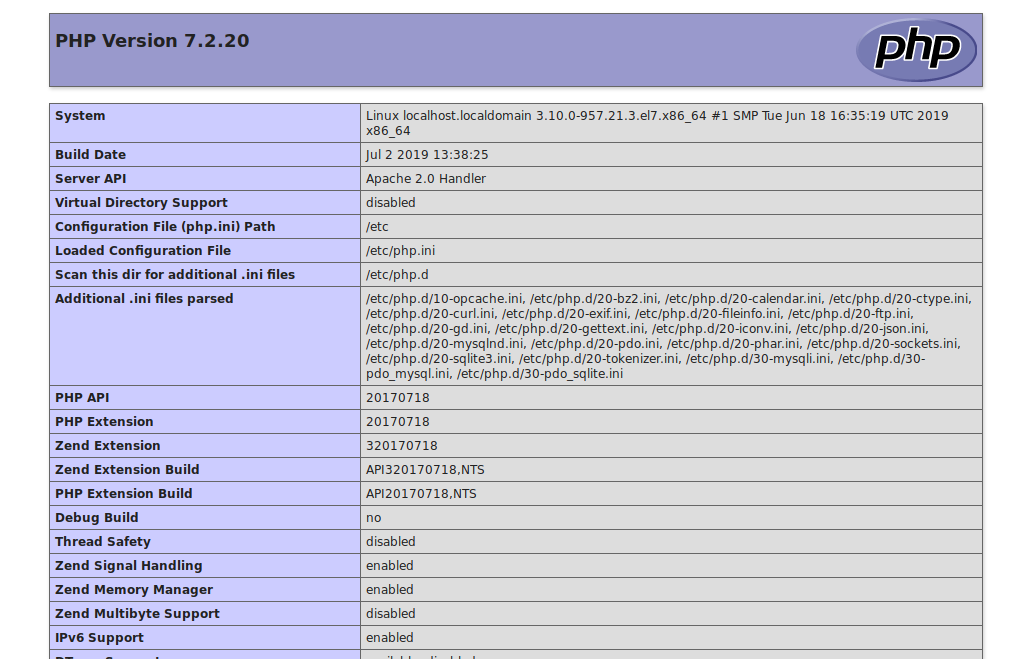 PHP Version 7.2.20
php
System
Linux localhost.localdomain 3.10.0-957.21.3.el7.x86_64 #1 SMP Tue Jun 18 16:35:19 UTC 2019
x86_64
Build Date
Jul 2 2019 13:38:25
Server API
Apache 2.0 Handler
Virtual Directory Support
disabled
Configuration File (php.ini) Path
/etc
Loaded Configuration File
/etc/php.ini
Scan this dir for additional .ini files
/etc/php.d
Additional .ini files parsed
/etc/php.d/10-opcache.ini, /etc/php.d/20-bz2.ini, /etc/php.d/20-calendar.ini, /etc/php.d/20-ctype.ini,
/etc/php.d/20-curl.ini, /etc/php.d/20-exif.ini, /etc/php.d/20-fileinfo.ini, /etc/php.d/20-ftp.ini,
/etc/php.d/20-gd.ini, /etc/php.d/20-gettext.ini, /etc/php.d/20-iconv.ini, /etc/php.d/20-json.ini,
/etc/php.d/20-mysqlnd.ini, /etc/php.d/20-pdo.ini, /etc/php.d/20-phar.ini, /etc/php.d/20-sockets.ini,
/etc/php.d/20-sqlite3.ini, /etc/php.d/20-tokenizer.ini, /etc/php.d/30-mysqli.ini, /etc/php.d/30-
pdo_mysql.ini, /etc/php.d/30-pdo_sqlite.ini
PHP API
20170718
PHP Extension
20170718
Zend Extension
320170718
Zend Extension Build
API320170718,NTS
PHP Extension Build
API20170718,NTS
Debug Build
no
Thread Safety
disabled
Zend Signal Handling
enabled
Zend Memory Manager
enabled
Zend Multibyte Support
disabled
IPv6 Support
enabled